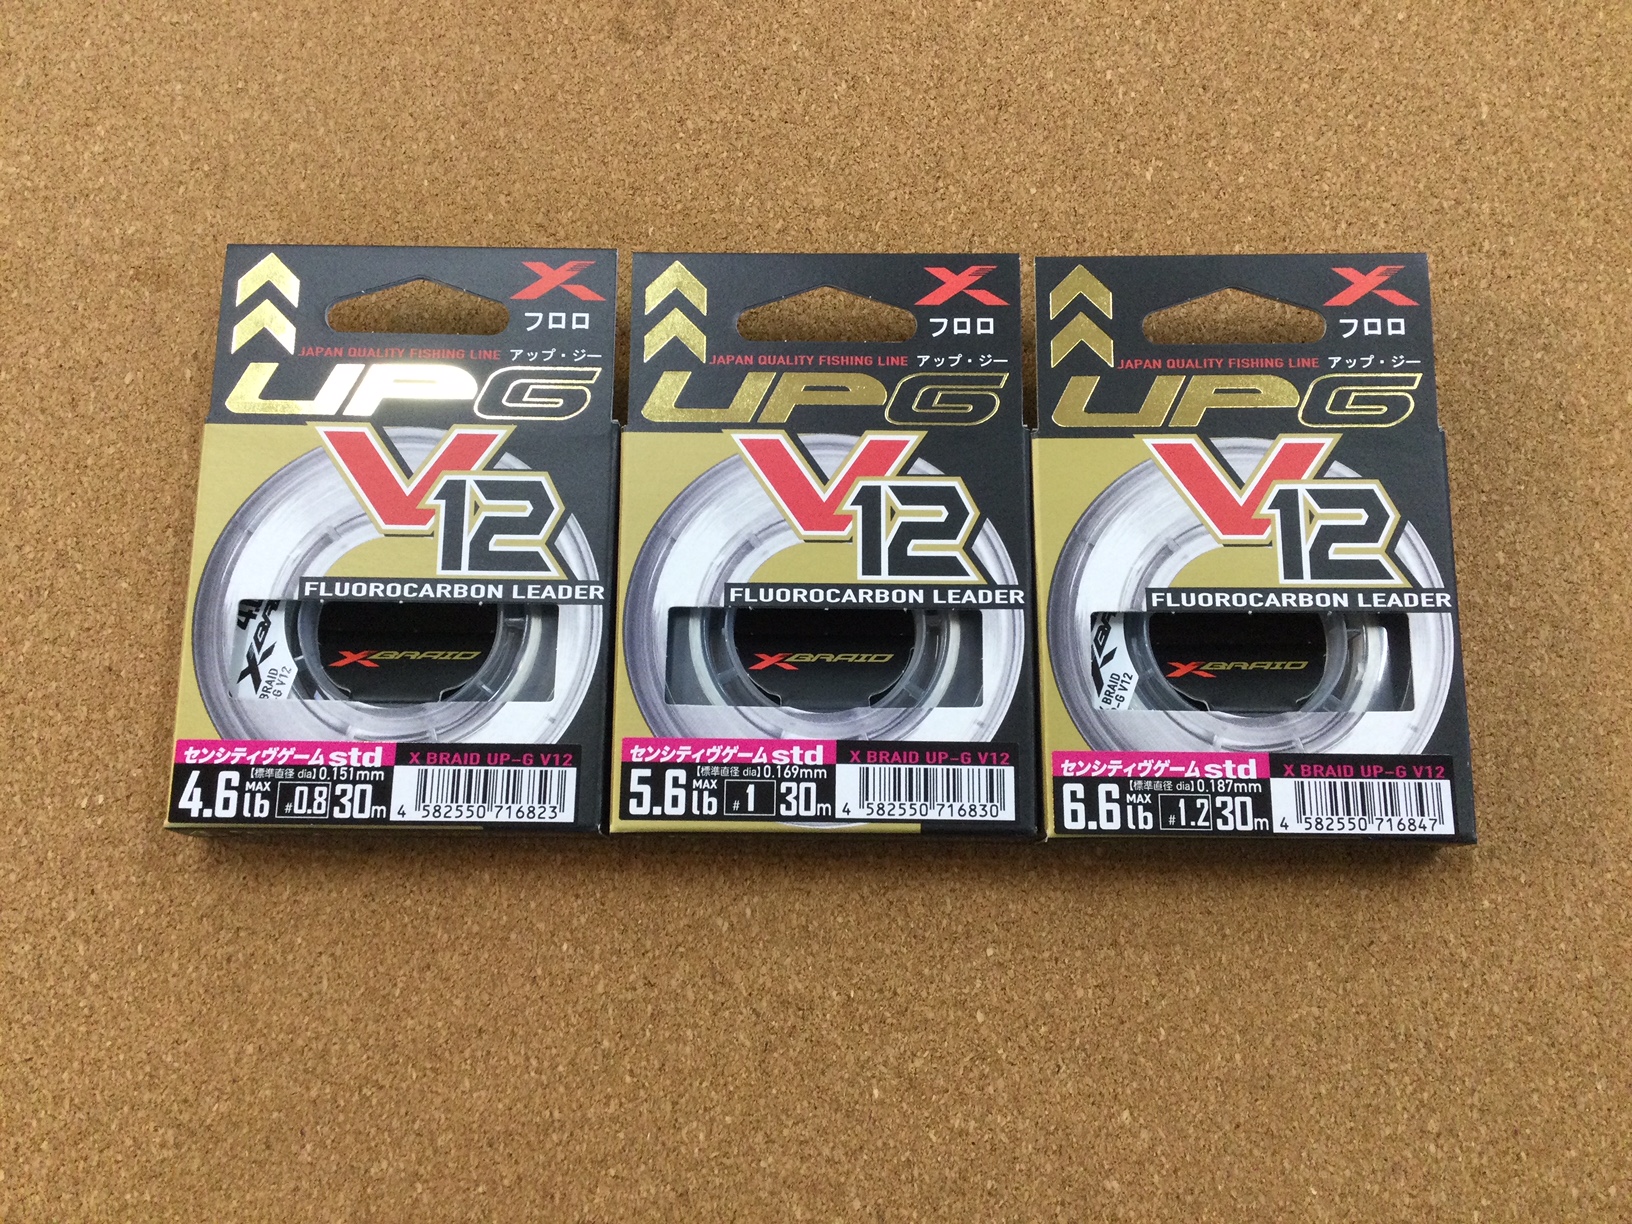 X
フロロ
JAPAN QUALITY FISHING LINE アップ・ジー
UPG
V12
FLUOROCARBON LEADER
X BRAID
BRAID
-G V12
センシティヴゲームstd
X BRAID UP-G V12
【標準直径 dia】0.151mm
4.6 MAX lb #0.8 30m
4 582550 716823
X
フロロ
JAPAN QUALITY FISHING LINE アップ・ジー
UPG
V12
FLUOROCARBON LEADER
X BRAID
センシティヴゲームstd
X BRAID UP-G V12
【標準直径 dia】0.169mm
5.6 MAX lb #1 30m
4 582550 716830
X
フロロ
JAPAN QUALITY FISHING LINE アップ・ジー
UPG
V12
FLUOROCARBON LEADER
X BRAID
X BRAID
-G V12
センシティヴゲームstd
X BRAID UP-G V12
【標準直径 dia】0.187mm
6.6 MAX lb #1.2 30m
4 582550 716847